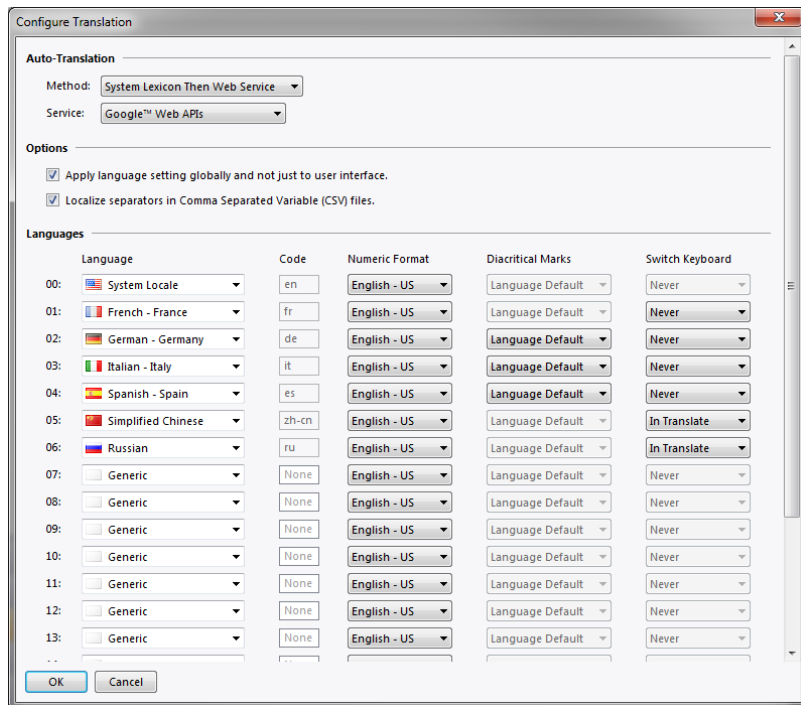 Configure Translation
Auto-Translation
Method: System Lexicon Then Web Service
Service: Google™ Web APIs
Options
Apply language setting globally and not just to user interface.
Localize separators in Comma Separated Variable (CSV) files.
Languages
Language Code Numeric Format Diacritical Marks Switch Keyboard
00: System Locale en English - US Language Default Never
01: French - France fr English - US Language Default Never
02: German - Germany de English - US Language Default Never
03: Italian - Italy it English - US Language Default Never
04: Spanish - Spain es English - US Language Default Never
05: Simplified Chinese zh-cn English - US Language Default In Translate
06: Russian ru English - US Language Default In Translate
07: Generic None English - US Language Default Never
08: Generic None English - US Language Default Never
09: Generic None English - US Language Default Never
10: Generic None English - US Language Default Never
11: Generic None English - US Language Default Never
12: Generic None English - US Language Default Never
13: Generic None English - US Language Default Never
OK Cancel